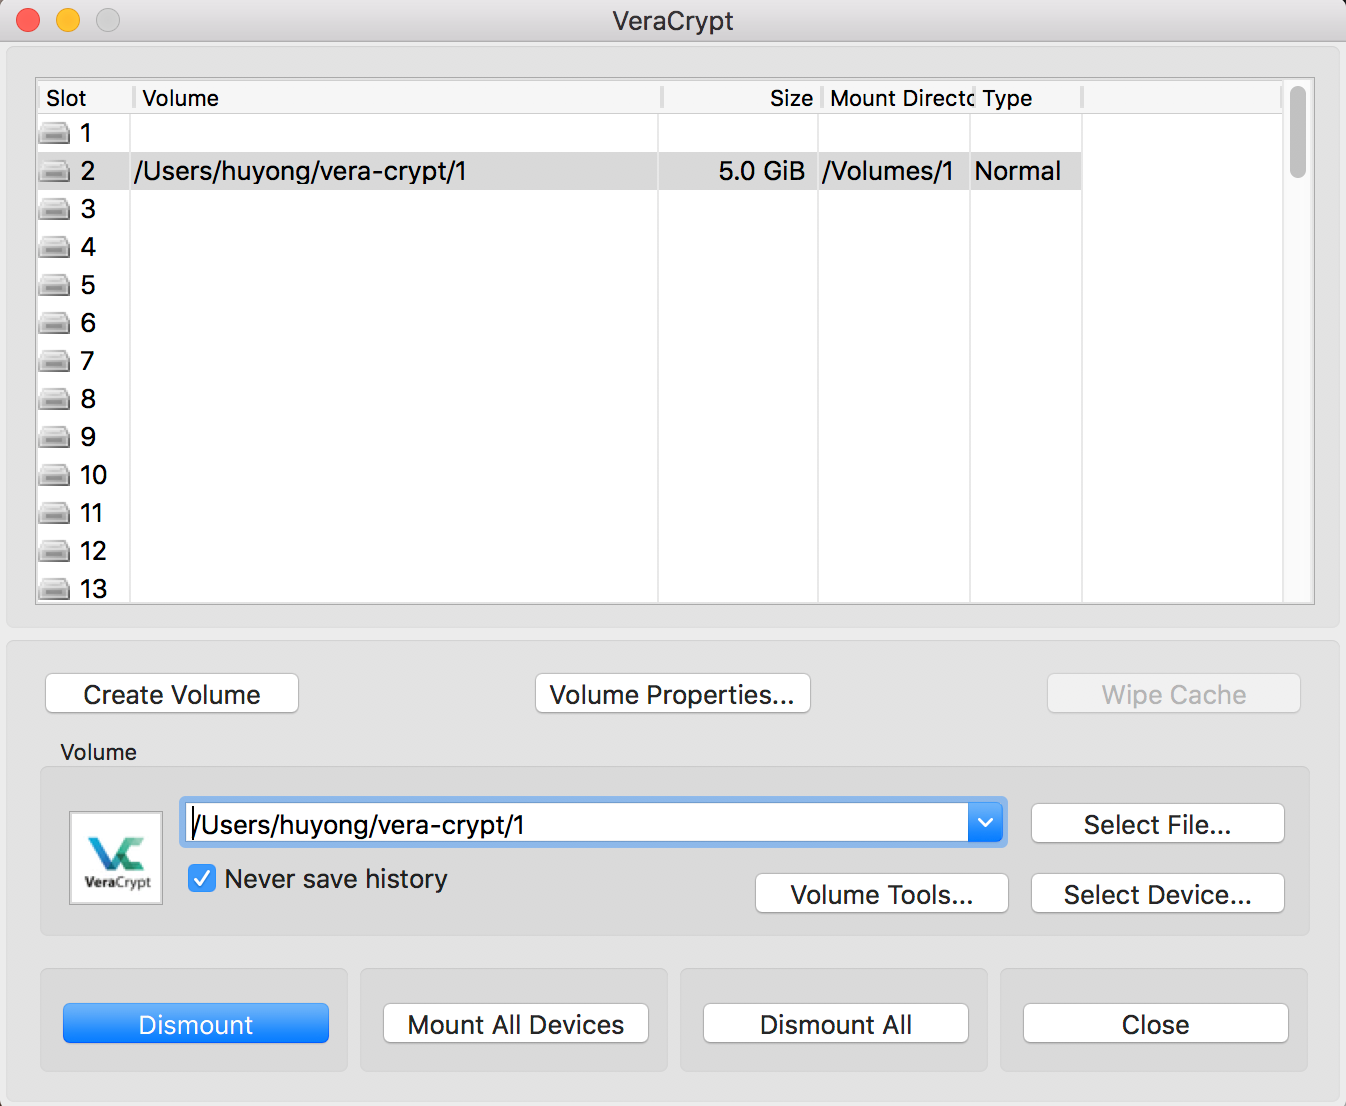 VeraCrypt
Slot Volume Size Mount Directo Type
1
2 /Users/huyong/vera-crypt/1 5.0 GiB /Volumes/1 Normal
3
4
5
6
7
8
9
10
11
12
13
Create Volume Volume Properties... Wipe Cache
Volume
/Users/huyong/vera-crypt/1 Select File...
VeraCrypt
Never save history
Volume Tools... Select Device...
Dismount Mount All Devices Dismount All Close